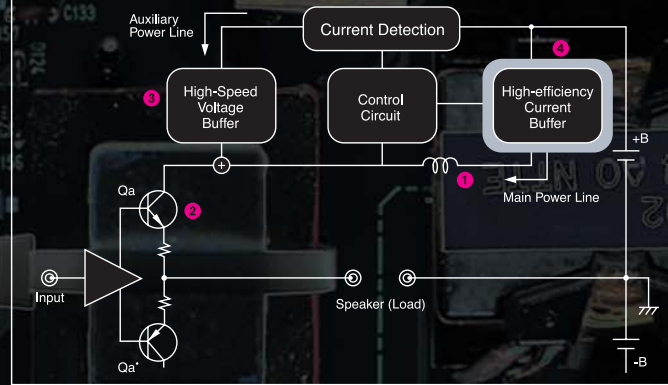 C133
Auxiliary
Power Line
Current Detection
4
3
High-Speed
Voltage
Buffer
Control
Circuit
High-efficiency
Current
Buffer
+B
+
1
Main Power Line
Qa
2
Input
Speaker (Load)
Qa'
-B